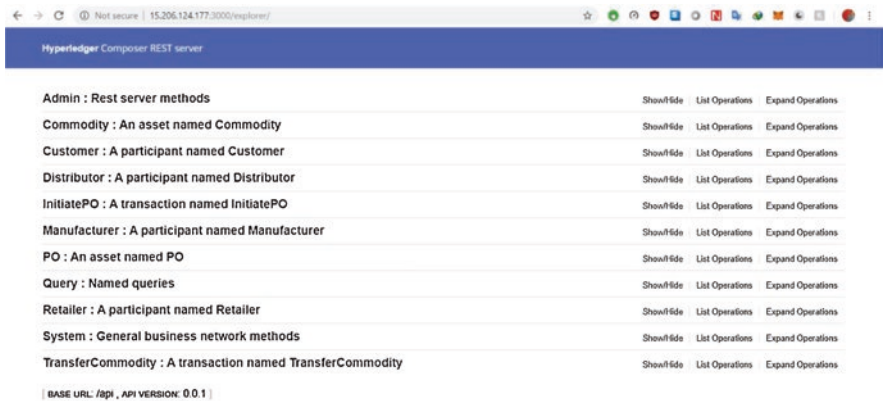 Not secure | 15.206.124.177:3000/explorer/
Hyperledger Composer REST server
Admin : Rest server methods Show/Hide List Operations Expand Operations
Commodity : An asset named Commodity Show/Hide List Operations Expand Operations
Customer : A participant named Customer Show/Hide List Operations Expand Operations
Distributor : A participant named Distributor Show/Hide List Operations Expand Operations
InitiatePO : A transaction named InitiatePO Show/Hide List Operations Expand Operations
Manufacturer : A participant named Manufacturer Show/Hide List Operations Expand Operations
PO : An asset named PO Show/Hide List Operations Expand Operations
Query : Named queries Show/Hide List Operations Expand Operations
Retailer : A participant named Retailer Show/Hide List Operations Expand Operations
System : General business network methods Show/Hide List Operations Expand Operations
TransferCommodity : A transaction named TransferCommodity Show/Hide List Operations Expand Operations
[ BASE URL: /api , API VERSION: 0.0.1 ]